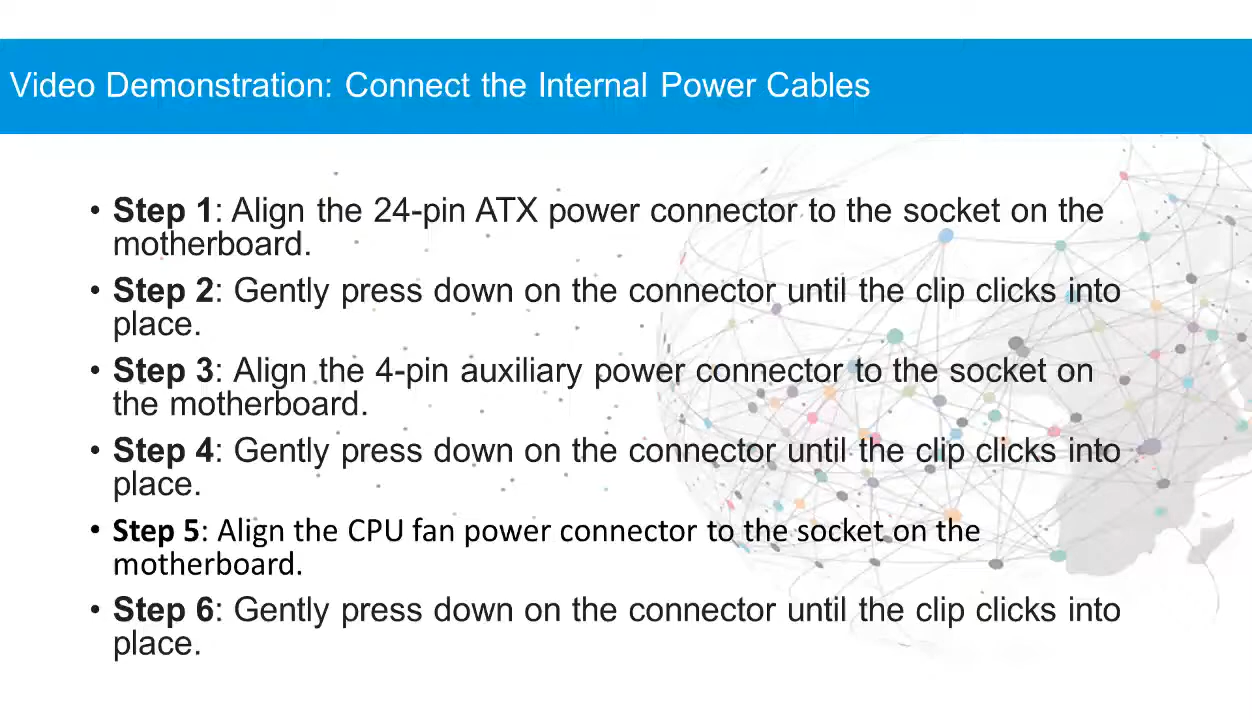 Video Demonstration: Connect the Internal Power Cables
• Step 1: Align the 24-pin ATX power connector to the socket on the
motherboard.
• Step 2: Gently press down on the connector until the clip clicks into
place.
• Step 3: Align the 4-pin auxiliary power connector to the socket on
the motherboard.
• Step 4: Gently press down on the connector until the clip clicks into
place.
• Step 5: Align the CPU fan power connector to the socket on the
motherboard.
• Step 6: Gently press down on the connector until the clip clicks into
place.